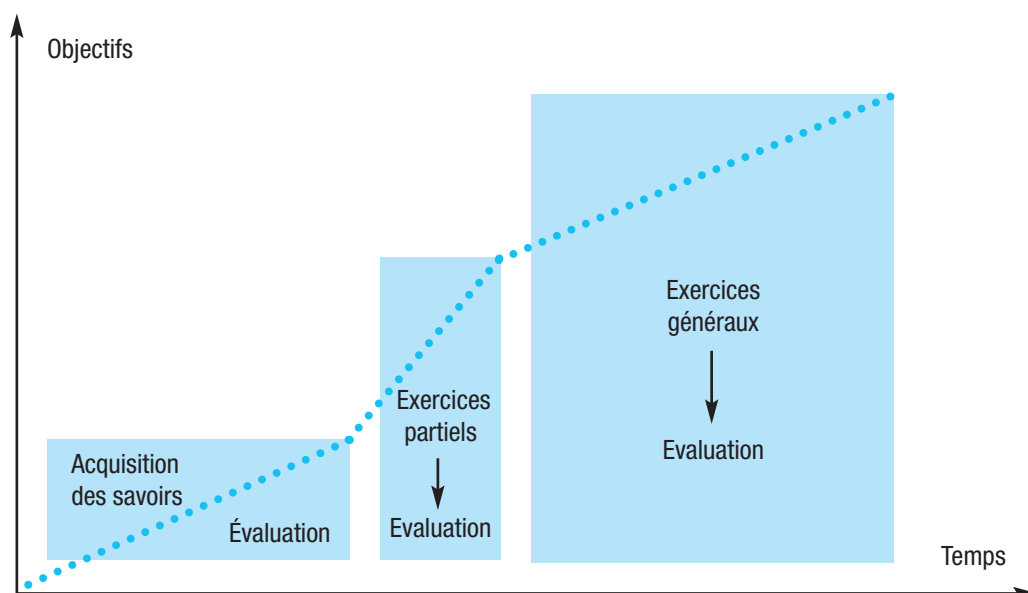 Objectifs
Exercices
généraux
Evaluation
Exercices
partiels
Evaluation
Acquisition
des savoirs
Évaluation
Temps